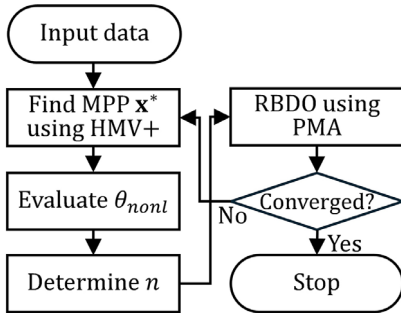 Input data
Find MPP x*
using HMV+
Evaluate θnonl
Determine n
RBDO using
PMA
Converged?
No
Yes
Stop